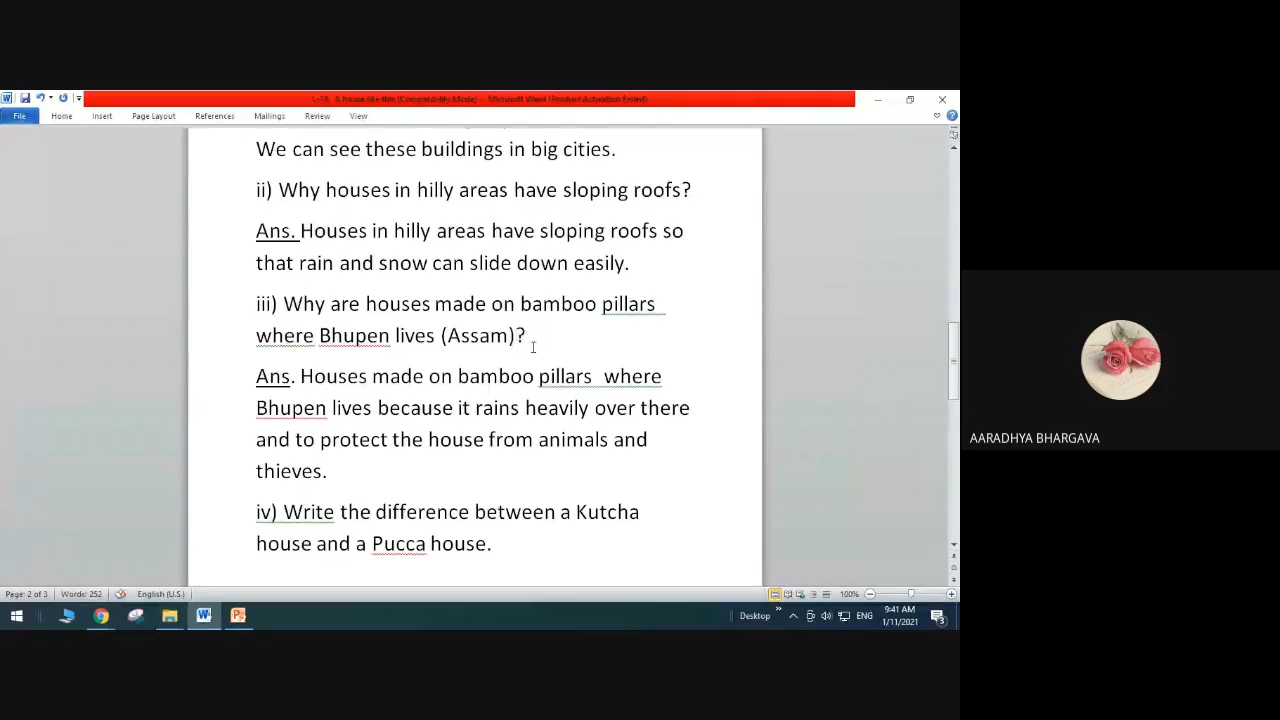 File Home Insert Page Layout References Mailings Review View
We can see these buildings in big cities.
ii) Why houses in hilly areas have sloping roofs?
Ans. Houses in hilly areas have sloping roofs so
that rain and snow can slide down easily.
iii) Why are houses made on bamboo pillars
where Bhupen lives (Assam)?
Ans. Houses made on bamboo pillars where
Bhupen lives because it rains heavily over there
and to protect the house from animals and
thieves.
iv) Write the difference between a Kutcha
house and a Pucca house.
AARADHYA BHARGAVA
Page: 2 of 3 Words: 252 English (U.S.) 100%
Desktop ENG 9:41 AM
1/11/2021